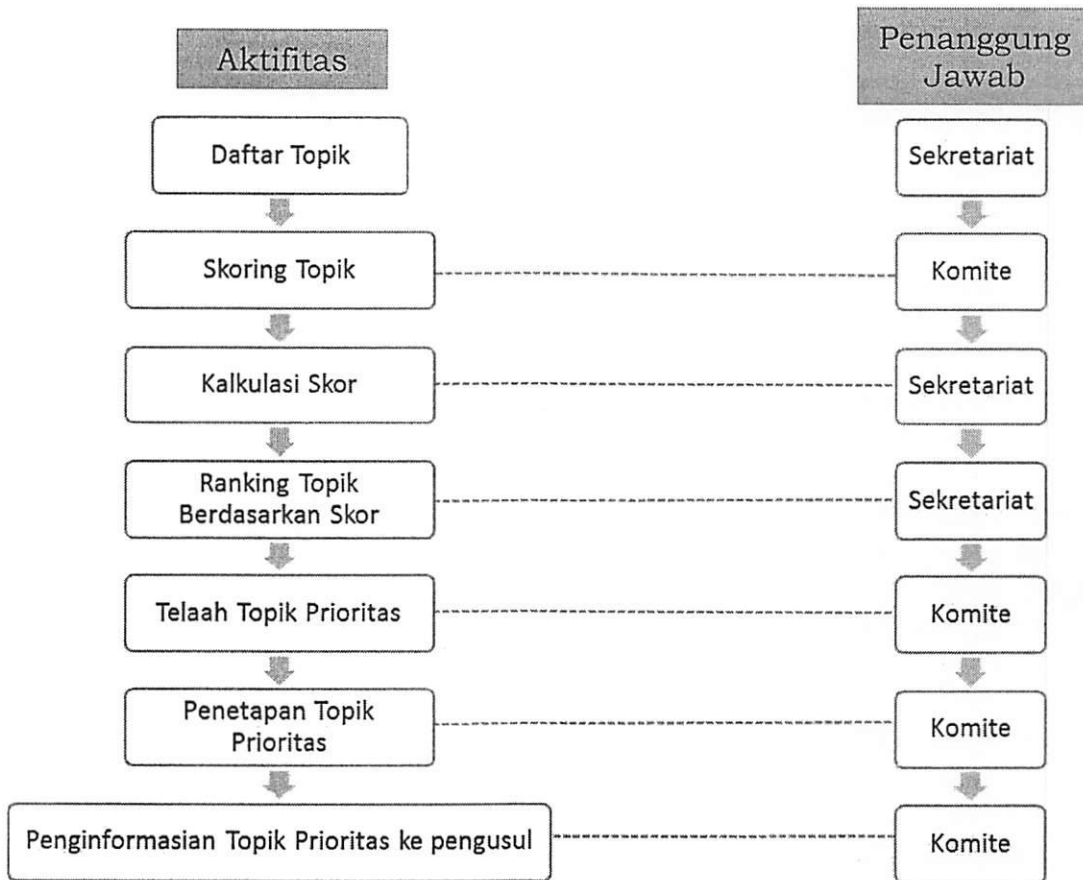 Aktifitas
Penanggung
Jawab
Daftar Topik
Sekretariat
Skoring Topik
Komite
Kalkulasi Skor
Sekretariat
Ranking Topik
Berdasarkan Skor
Sekretariat
Telaah Topik Prioritas
Komite
Penetapan Topik
Prioritas
Komite
Penginformasian Topik Prioritas ke pengusul
Komite